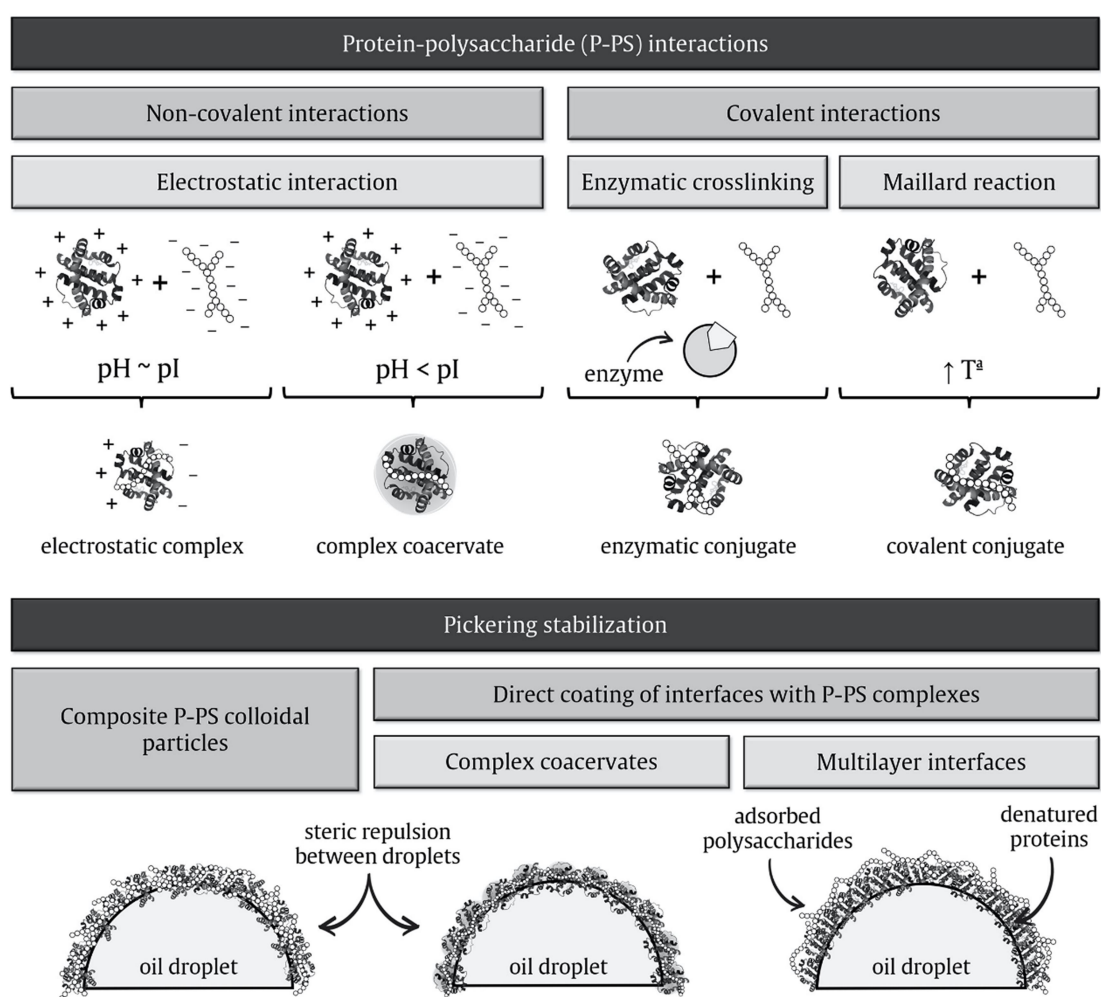 Protein-polysaccharide (P-PS) interactions
Non-covalent interactions
Covalent interactions
Electrostatic interaction
Enzymatic crosslinking
Maillard reaction
pH ~ pI
pH < pI
enzyme
↑ Tª
electrostatic complex
complex coacervate
enzymatic conjugate
covalent conjugate
Pickering stabilization
Composite P-PS colloidal
particles
Direct coating of interfaces with P-PS complexes
Complex coacervates
Multilayer interfaces
steric repulsion
between droplets
adsorbed
polysaccharides
denatured
proteins
oil droplet
oil droplet
oil droplet